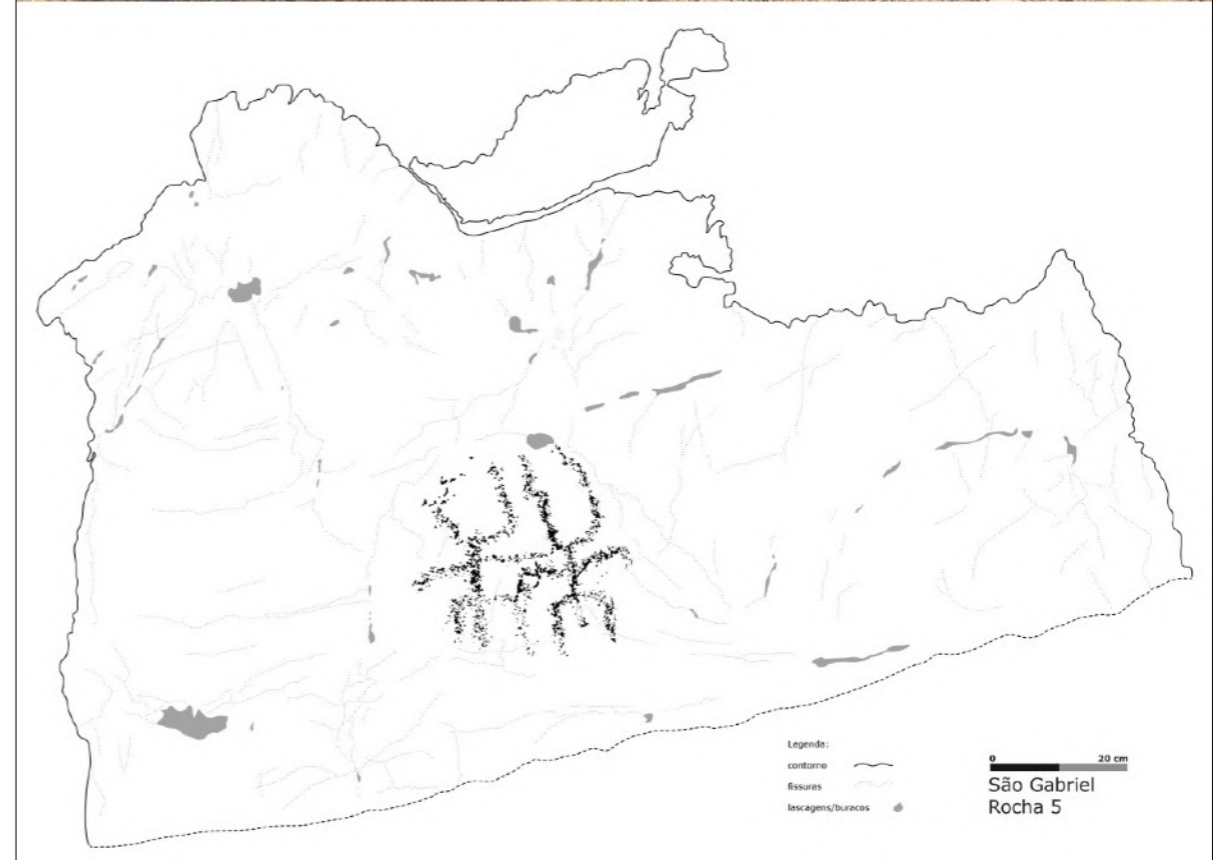 Legenda:
contorno
fissuras
lascagens/buracos
0 20 cm
São Gabriel
Rocha 5